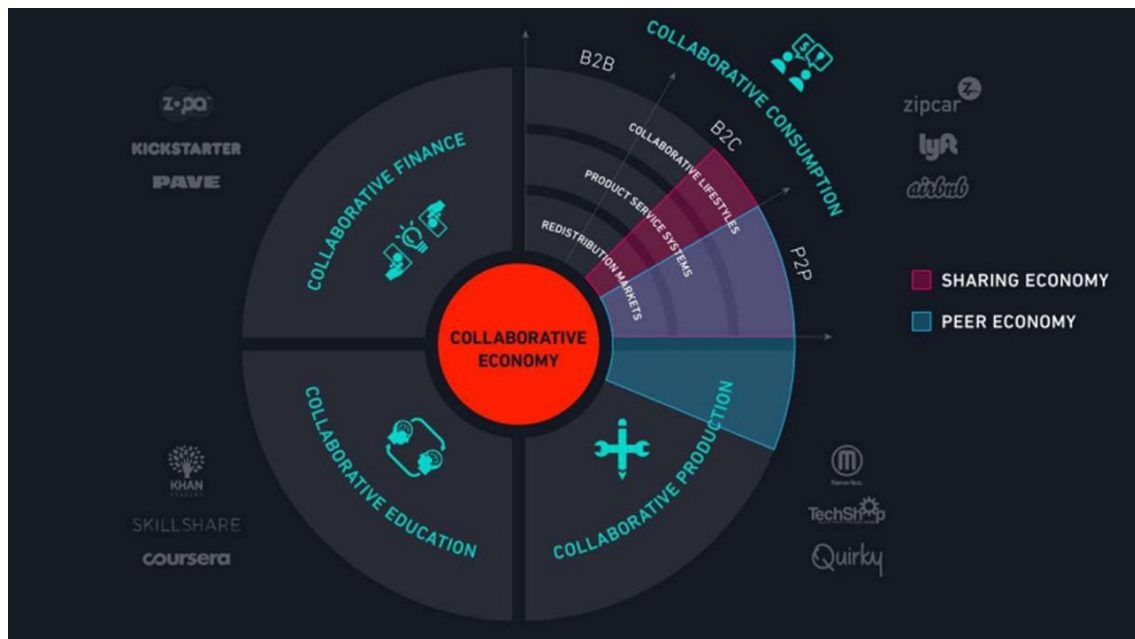 B2B
COLLABORATIVE CONSUMPTION
B2C
P2P
COLLABORATIVE LIFESTYLES
PRODUCT SERVICE SYSTEMS
REDISTRIBUTION MARKETS
COLLABORATIVE FINANCE
ZOPA
KICKSTARTER
PAVE
zipcar
lyft
airbnb
SHARING ECONOMY
PEER ECONOMY
COLLABORATIVE
ECONOMY
COLLABORATIVE EDUCATION
COLLABORATIVE PRODUCTION
KHAN
SKILLSHARE
coursera
M
TechShop
Quirky